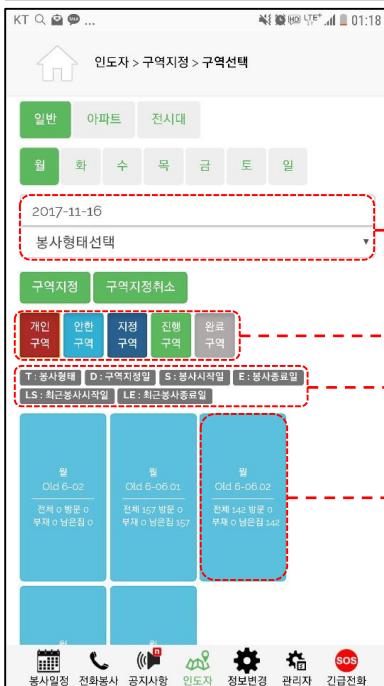 KT LTE+ 01:18
인도자 > 구역지정 > 구역선택
일반 아파트 전시대
월 화 수 목 금 토 일
2017-11-16
봉사형태선택
구역지정 구역지정취소
개인 안한 지정 진행 완료
구역 구역 구역 구역 구역
T : 봉사형태 D : 구역지정일 S : 봉사시작일 E : 봉사종료일
LS : 최근봉사시작일 LE : 최근봉사종료일
월 월 월
Old 6-02 Old 6-06.01 Old 6-06.02
전체 0 방문 0 전체 157 방문 0 전체 142 방문 0
부재 0 남은집 0 부재 0 남은집 157 부재 0 남은집 142
n
SOS
봉사일정 전화봉사 공지사항 인도자 정보변경 관리자 긴급전화